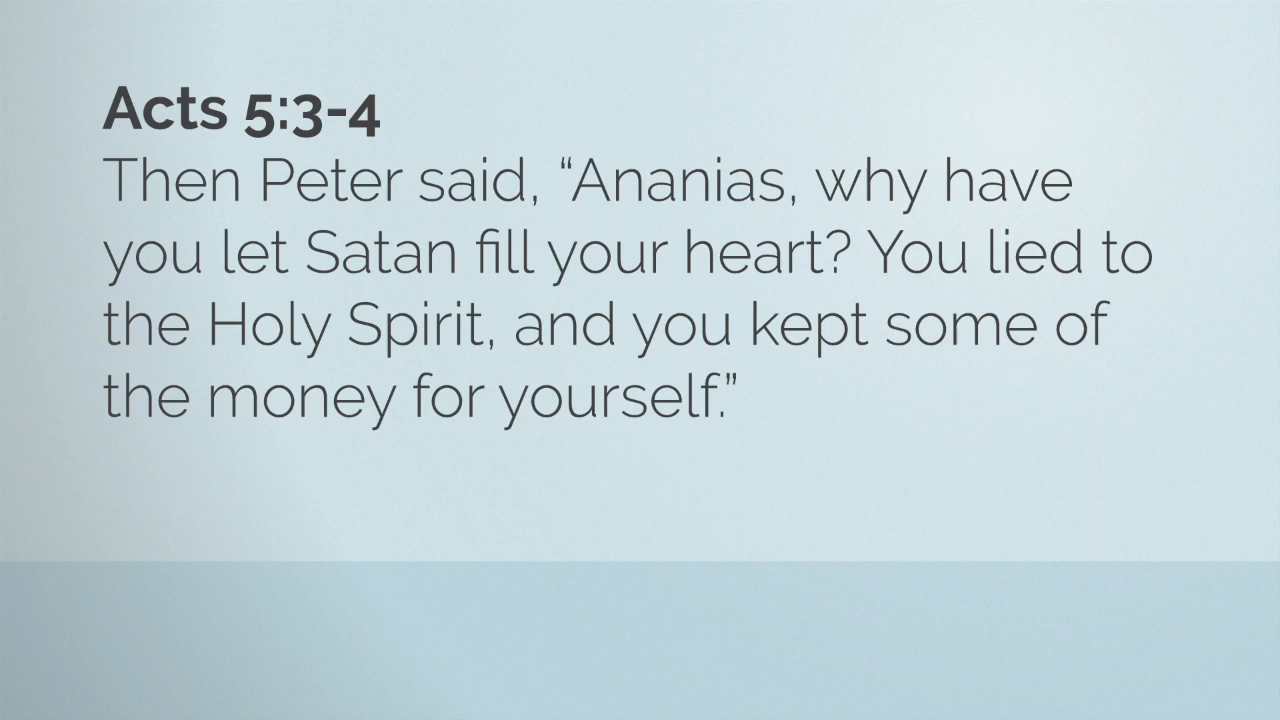 Acts 5:3-4
Then Peter said, “Ananias, why have
you let Satan fill your heart? You lied to
the Holy Spirit, and you kept some of
the money for yourself.”